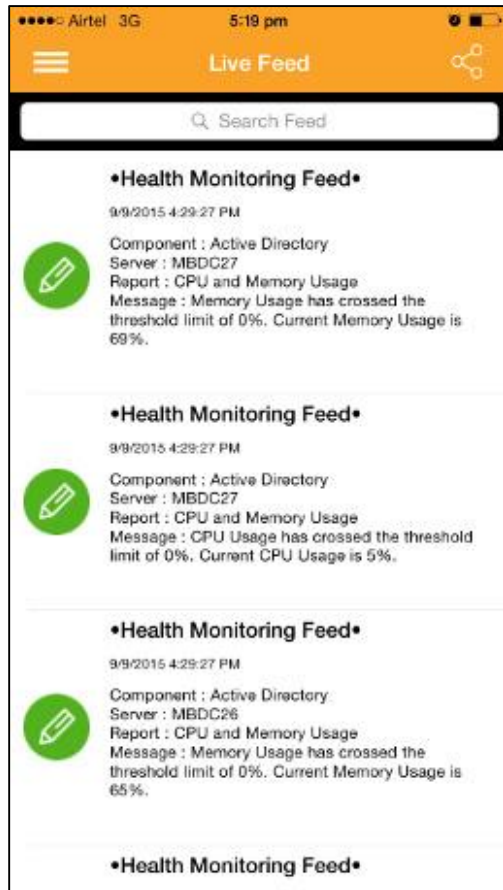 Airtel 3G 5:19 pm
Live Feed
Search Feed
•Health Monitoring Feed•
9/9/2015 4:29:27 PM
Component : Active Directory
Server : MBDC27
Report : CPU and Memory Usage
Message : Memory Usage has crossed the
threshold limit of 0%. Current Memory Usage is
69%.
•Health Monitoring Feed•
9/9/2015 4:29:27 PM
Component : Active Directory
Server : MBDC27
Report : CPU and Memory Usage
Message : CPU Usage has crossed the threshold
limit of 0%. Current CPU Usage is 5%.
•Health Monitoring Feed•
9/9/2015 4:29:27 PM
Component : Active Directory
Server : MBDC26
Report : CPU and Memory Usage
Message : Memory Usage has crossed the
threshold limit of 0%. Current Memory Usage is
65%.
•Health Monitoring Feed•